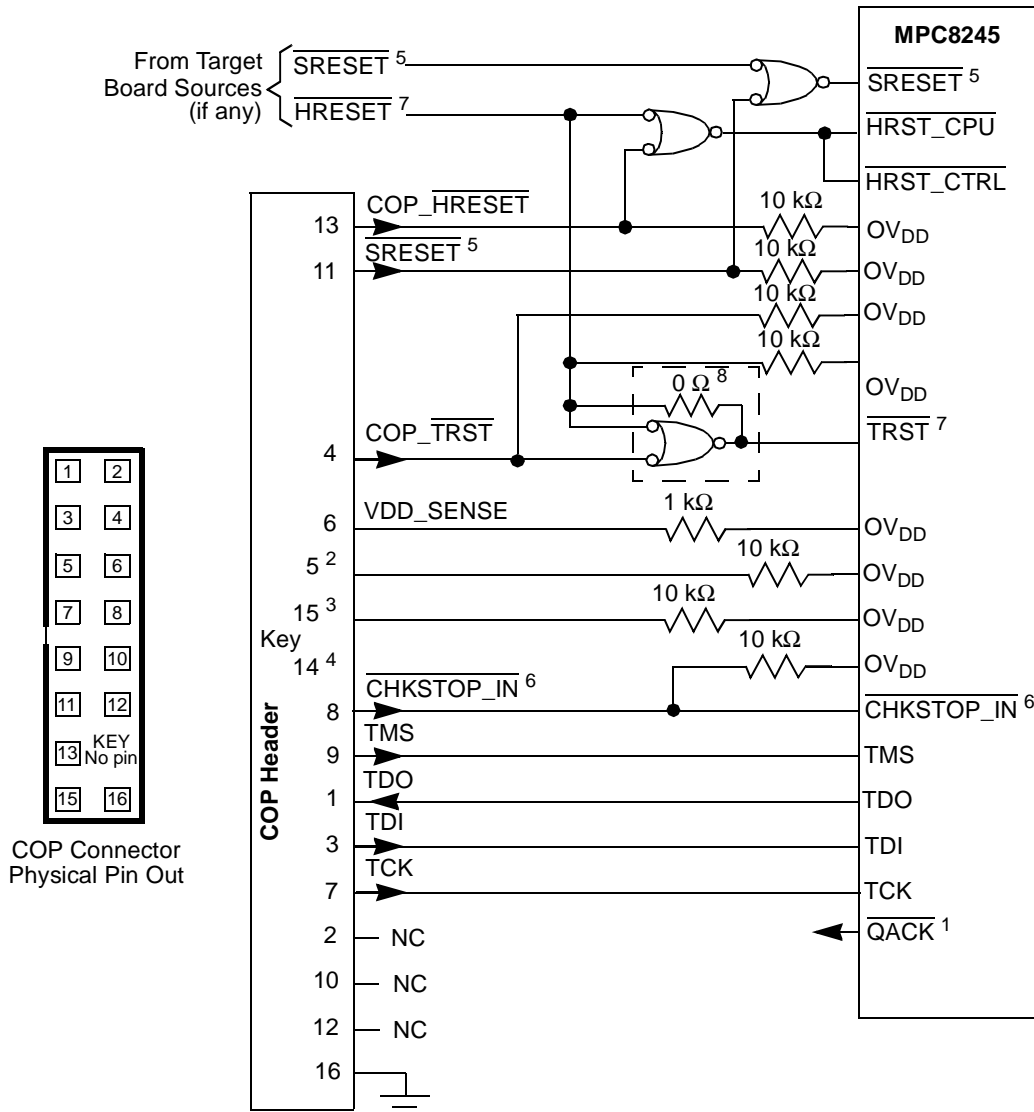 MPC8245
From Target
Board Sources
(if any)
SRESET 5
HRESET 7
SRESET 5
HRST_CPU
HRST_CTRL
COP_HRESET
13
10 kΩ
OVDD
SRESET 5
11
10 kΩ
OVDD
10 kΩ
OVDD
10 kΩ
OVDD
0 Ω 8
COP_TRST
4
TRST 7
VDD_SENSE
6
1 kΩ
OVDD
5 2
10 kΩ
OVDD
15 3
10 kΩ
OVDD
Key
14 4
10 kΩ
OVDD
CHKSTOP_IN 6
8
CHKSTOP_IN 6
TMS
9
TMS
TDO
1
TDO
TDI
3
TDI
TCK
7
TCK
2
NC
QACK 1
10
NC
12
NC
16
COP Header
1 2
3 4
5 6
7 8
9 10
11 12
13 KEY
No pin
15 16
COP Connector
Physical Pin Out